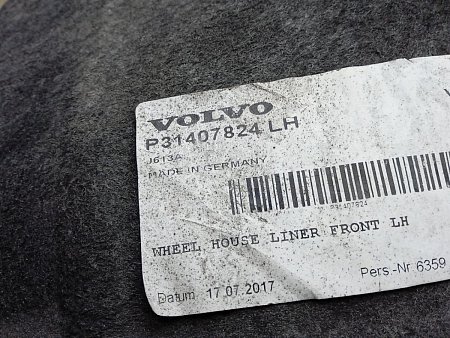 VOLVO
P31407824 LH
J613A
MADE IN GERMANY
P31407824
WHEEL HOUSE LINER FRONT LH
Pers.-Nr. 6359
Datum 17.07.2017